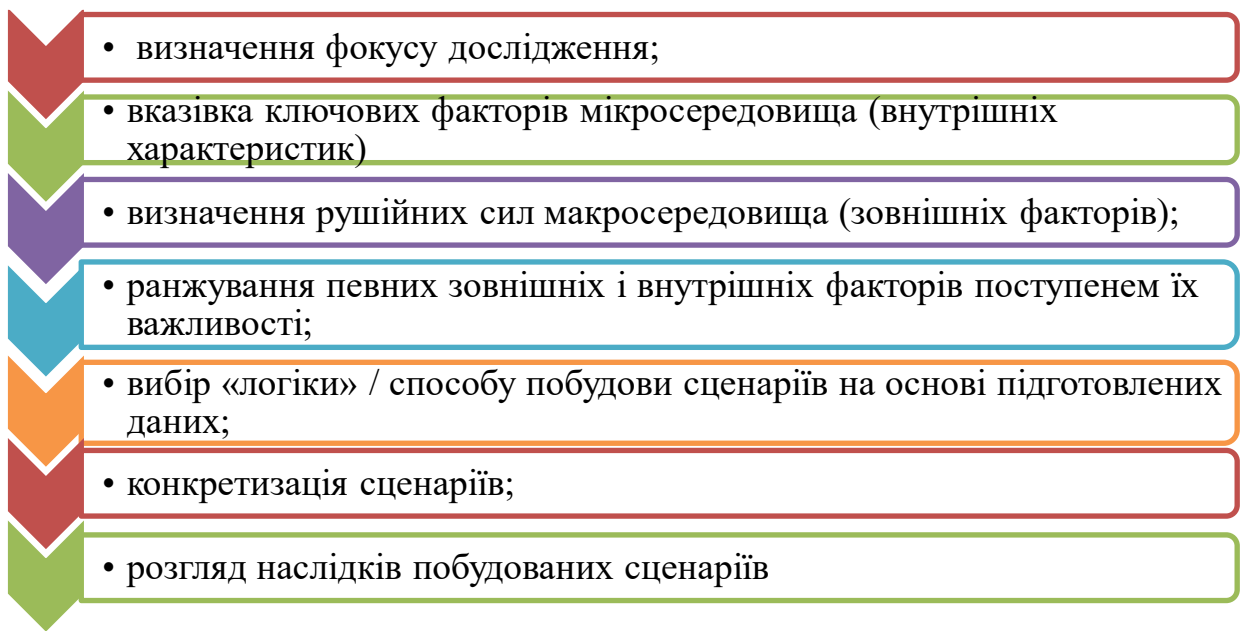 • визначення фокусу дослідження;
• вказівка ключових факторів мікросередовища (внутрішніх
характеристик)
• визначення рушійних сил макросередовища (зовнішніх факторів);
• ранжування певних зовнішніх і внутрішніх факторів поступенем їх
важливості;
• вибір «логіки» / способу побудови сценаріїв на основі підготовлених
даних;
• конкретизація сценаріїв;
• розгляд наслідків побудованих сценаріїв